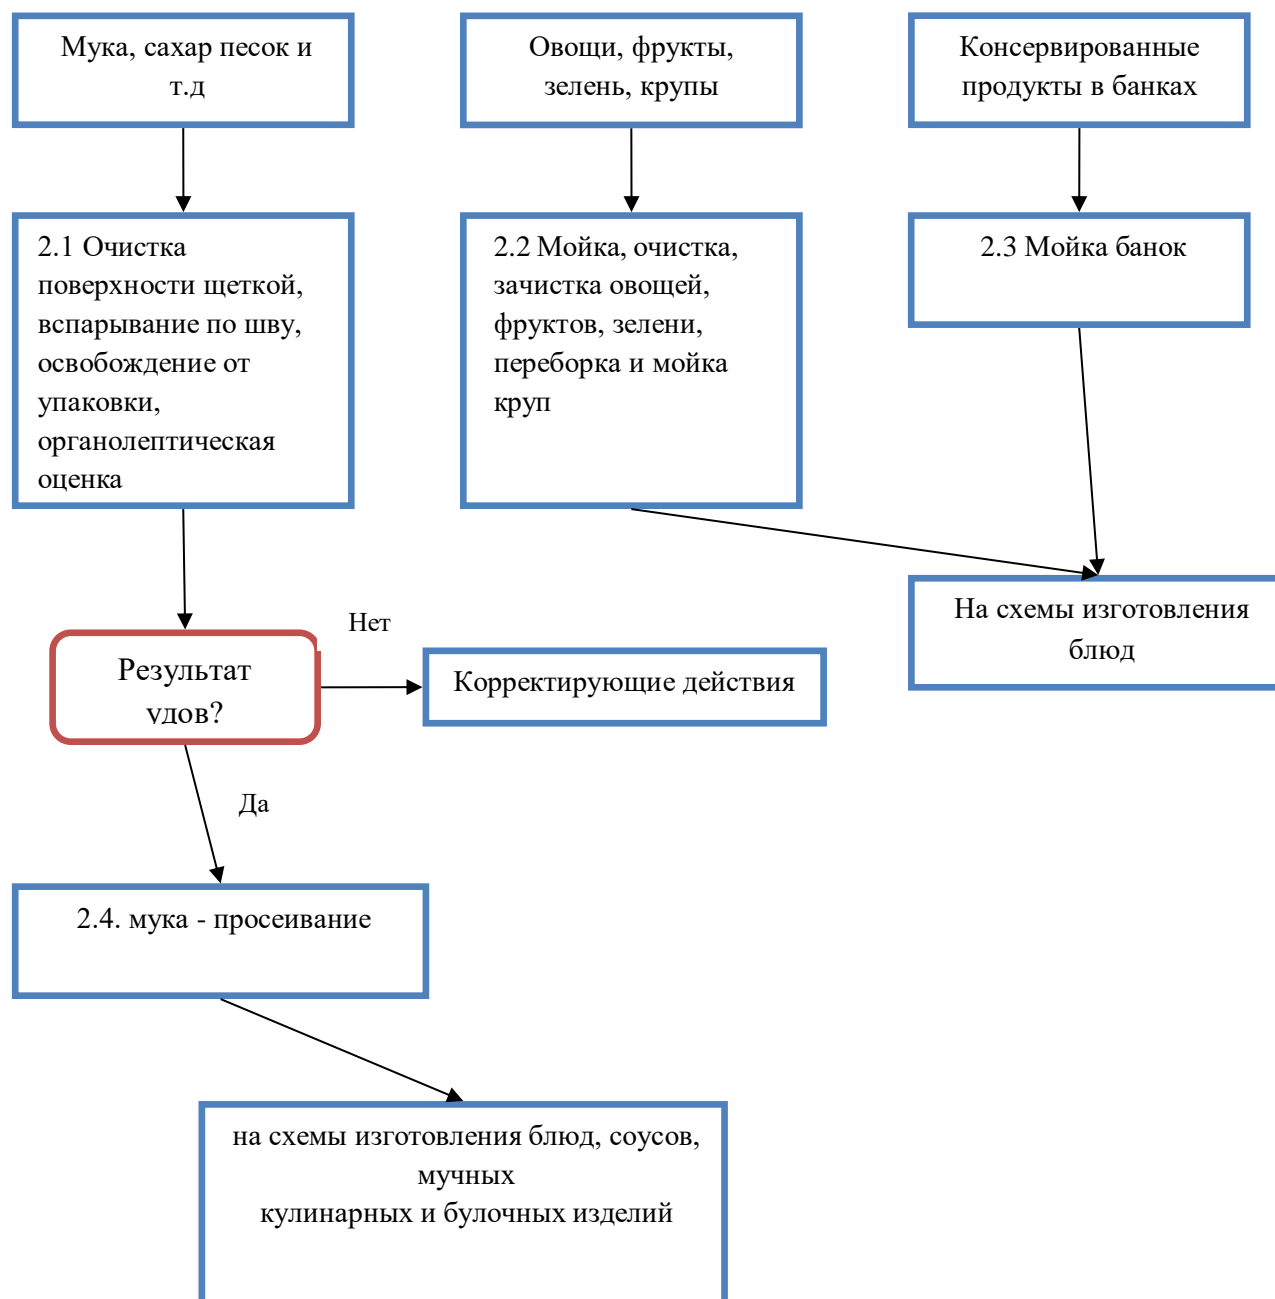 Мука, сахар песок и
т.д
Овощи, фрукты,
зелень, крупы
Консервированные
продукты в банках
2.1 Очистка
поверхности щеткой,
вспарывание по шву,
освобождение от
упаковки,
органолептическая
оценка
2.2 Мойка, очистка,
зачистка овощей,
фруктов, зелени,
переборка и мойка
круп
2.3 Мойка банок
На схемы изготовления
блюд
Результат
удов?
Нет
Корректирующие действия
Да
2.4. мука - просеивание
на схемы изготовления блюд, соусов,
мучных
кулинарных и булочных изделий